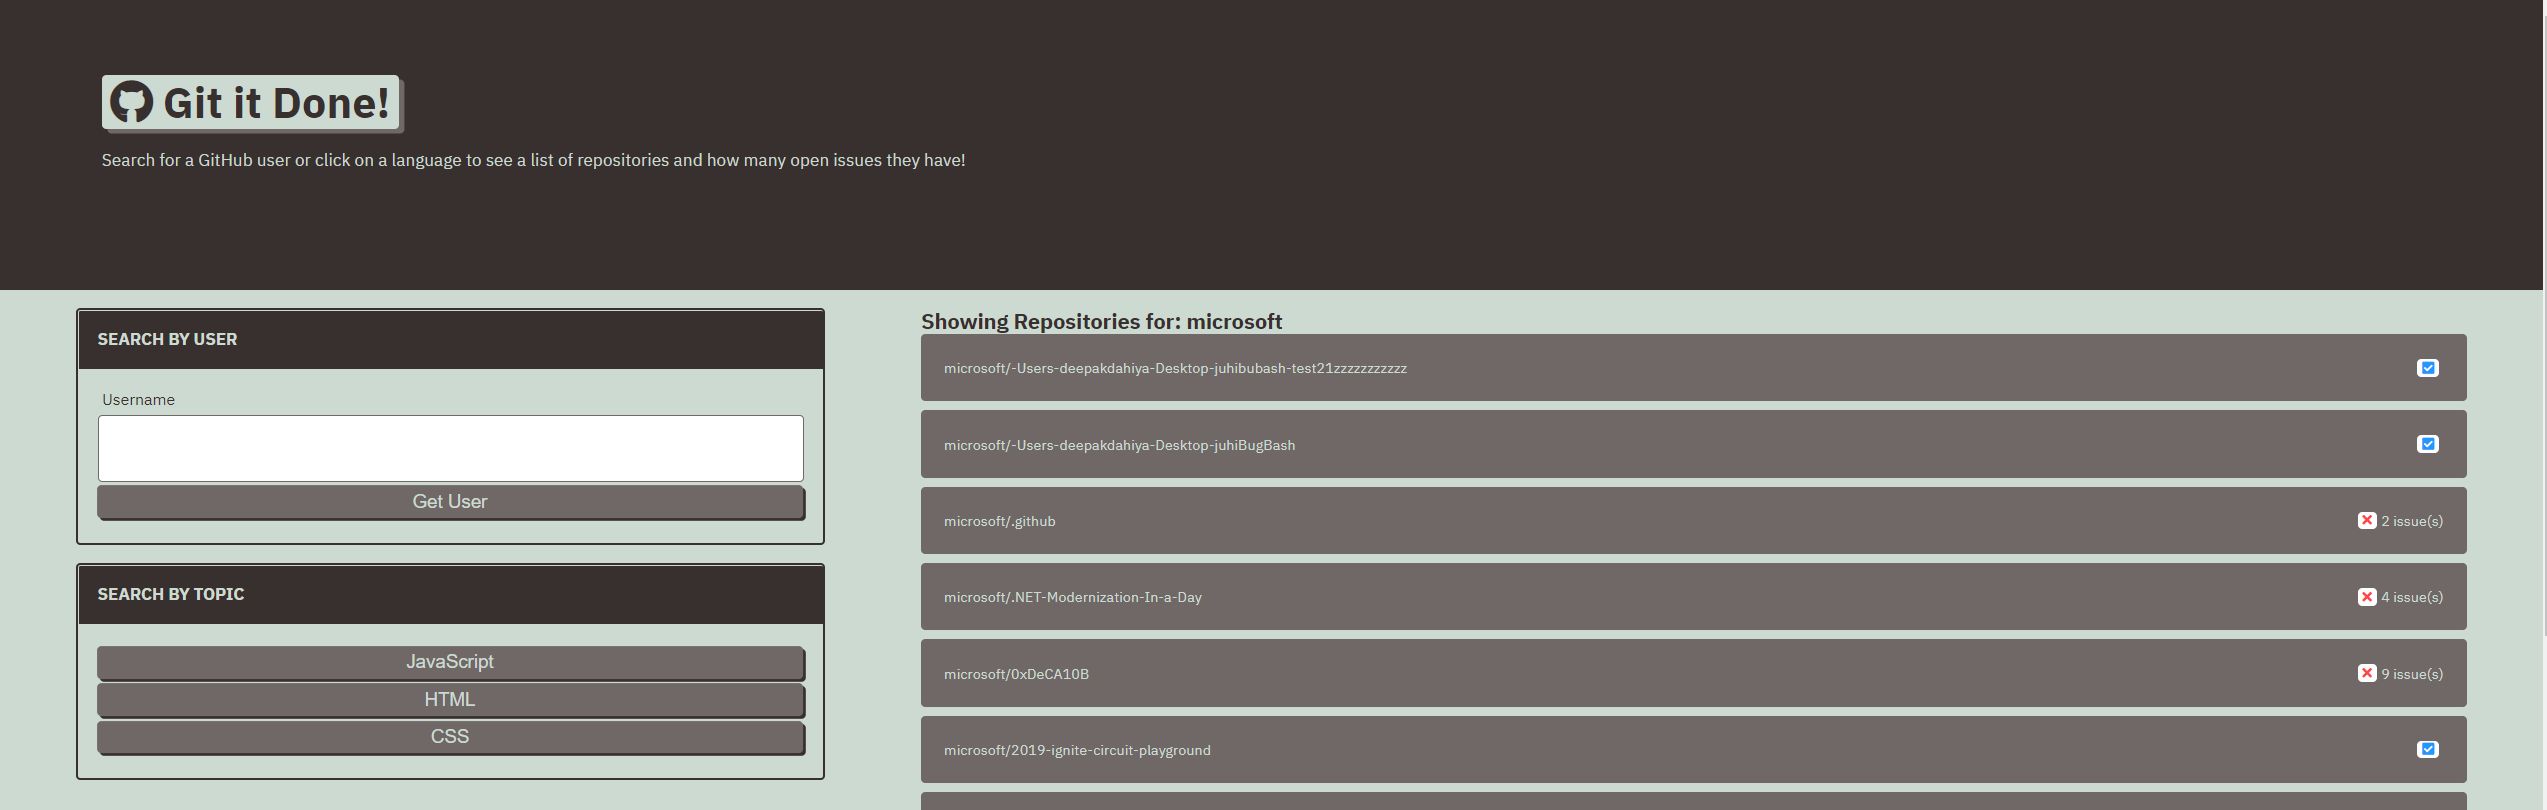 Git it Done!
Search for a GitHub user or click on a language to see a list of repositories and how many open issues they have!
SEARCH BY USER
Username
Get User
SEARCH BY TOPIC
JavaScript
HTML
CSS
Showing Repositories for: microsoft
microsoft/-Users-deepakdahiya-Desktop-juhibubash-test21zzzzzzzzzzz
microsoft/-Users-deepakdahiya-Desktop-juhiBugBash
microsoft/.github 2 issue(s)
microsoft/.NET-Modernization-In-a-Day 4 issue(s)
microsoft/0xDeCA10B 9 issue(s)
microsoft/2019-ignite-circuit-playground